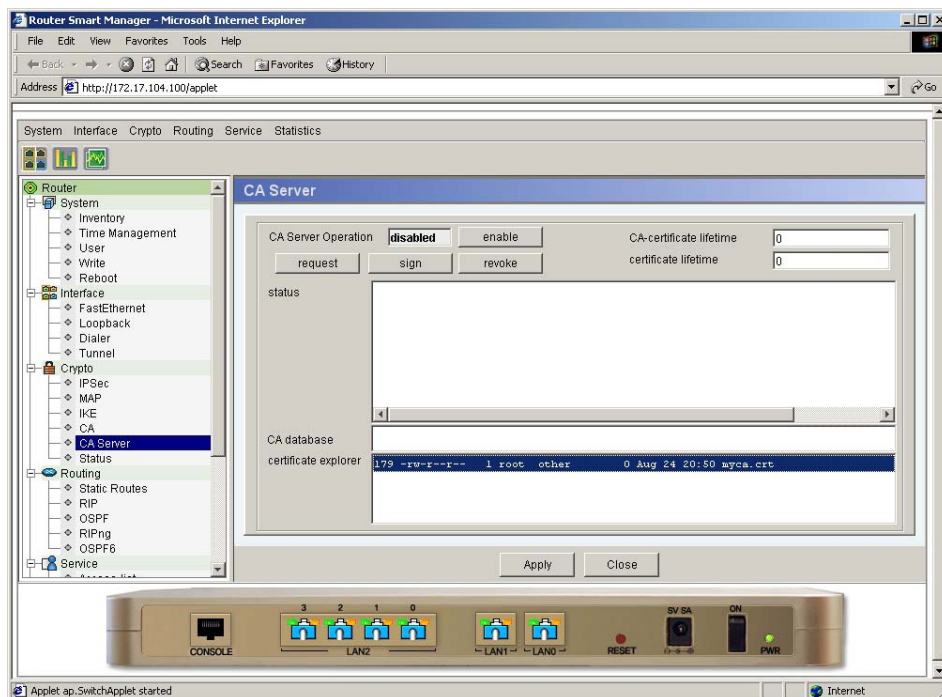 Router Smart Manager - Microsoft Internet Explorer
File Edit View Favorites Tools Help
Back Search Favorites History
Address http://172.17.104.100/applet Go
System Interface Crypto Routing Service Statistics
Router
System
Inventory
Time Management
User
Write
Reboot
Interface
FastEthernet
Loopback
Dialer
Tunnel
Crypto
IPSec
MAP
IKE
CA
CA Server
Status
Routing
Static Routes
RIP
OSPF
RIPng
OSPF6
Service
CA Server
CA Server Operation disabled enable CA-certificate lifetime 0
request sign revoke certificate lifetime 0
status
CA database
certificate explorer 179 -rw-r--r-- 1 root other 0 Aug 24 20:50 myca.crt
Apply Close
3 2 1 0 5V 5A ON
CONSOLE LAN2 LAN1 LAN0 RESET PWR
Applet ap.SwitchApplet started Internet